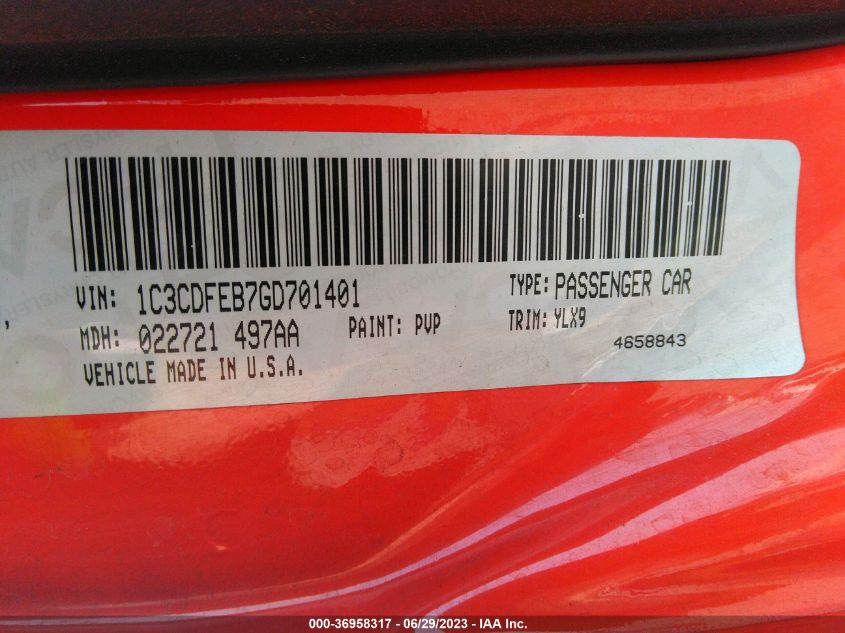 VIN: 1C3CDFEB7GD701401 TYPE: PASSENGER CAR
MDH: 022721 497AA PAINT: PVP TRIM: YLX9
VEHICLE MADE IN U.S.A. 4658843
000-36958317 - 06/29/2023 - IAA Inc.